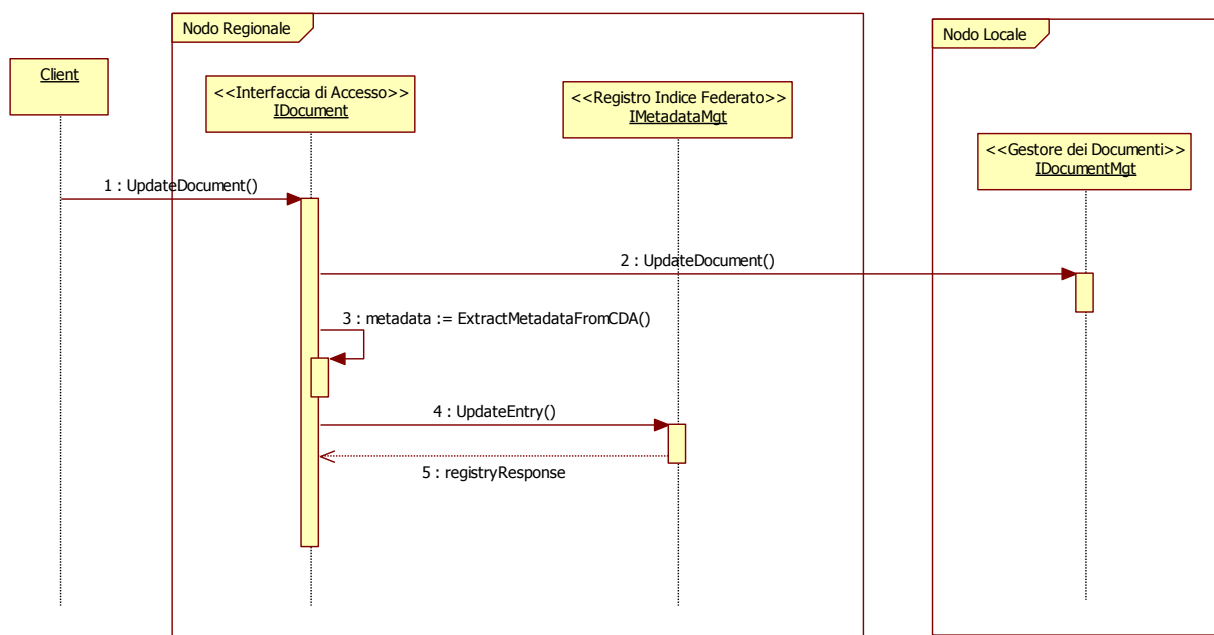 Nodo Regionale
Nodo Locale
Client
<<Interfaccia di Accesso>>
IDocument
<<Registro Indice Federato>>
IMetadataMgt
<<Gestore dei Documenti>>
IDocumentMgt
1 : UpdateDocument()
2 : UpdateDocument()
3 : metadata := ExtractMetadataFromCDA()
4 : UpdateEntry()
5 : registryResponse